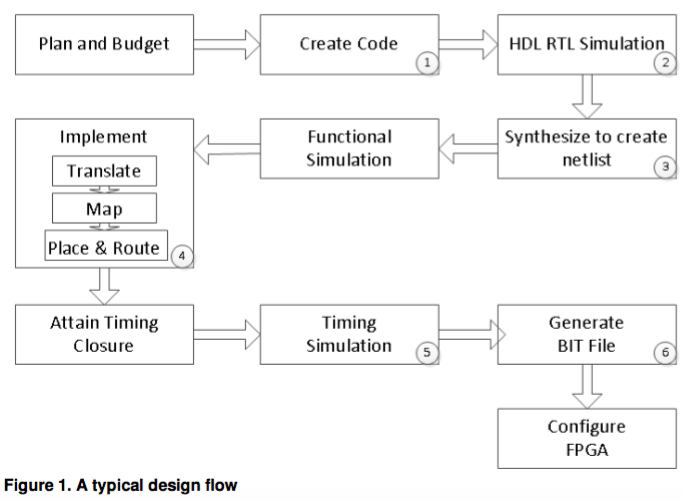 Plan and Budget
Create Code
1
HDL RTL Simulation
2
Synthesize to create
netlist
3
Functional
Simulation
Implement
Translate
Map
Place & Route
4
Attain Timing
Closure
Timing
Simulation
5
Generate
BIT File
6
Configure
FPGA
Figure 1. A typical design flow